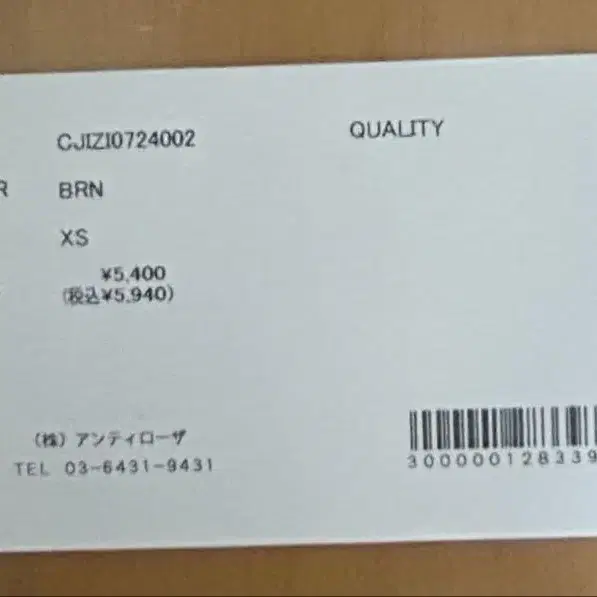 CJIZI0724002
QUALITY
R BRN
XS
¥5,400
(税込¥5,940)
(株) アンティローザ
TEL 03-6431-9431
300000128339